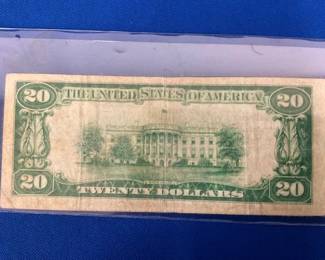 THE UNITED STATES OF AMERICA
20 20
20 20
TWENTY DOLLARS